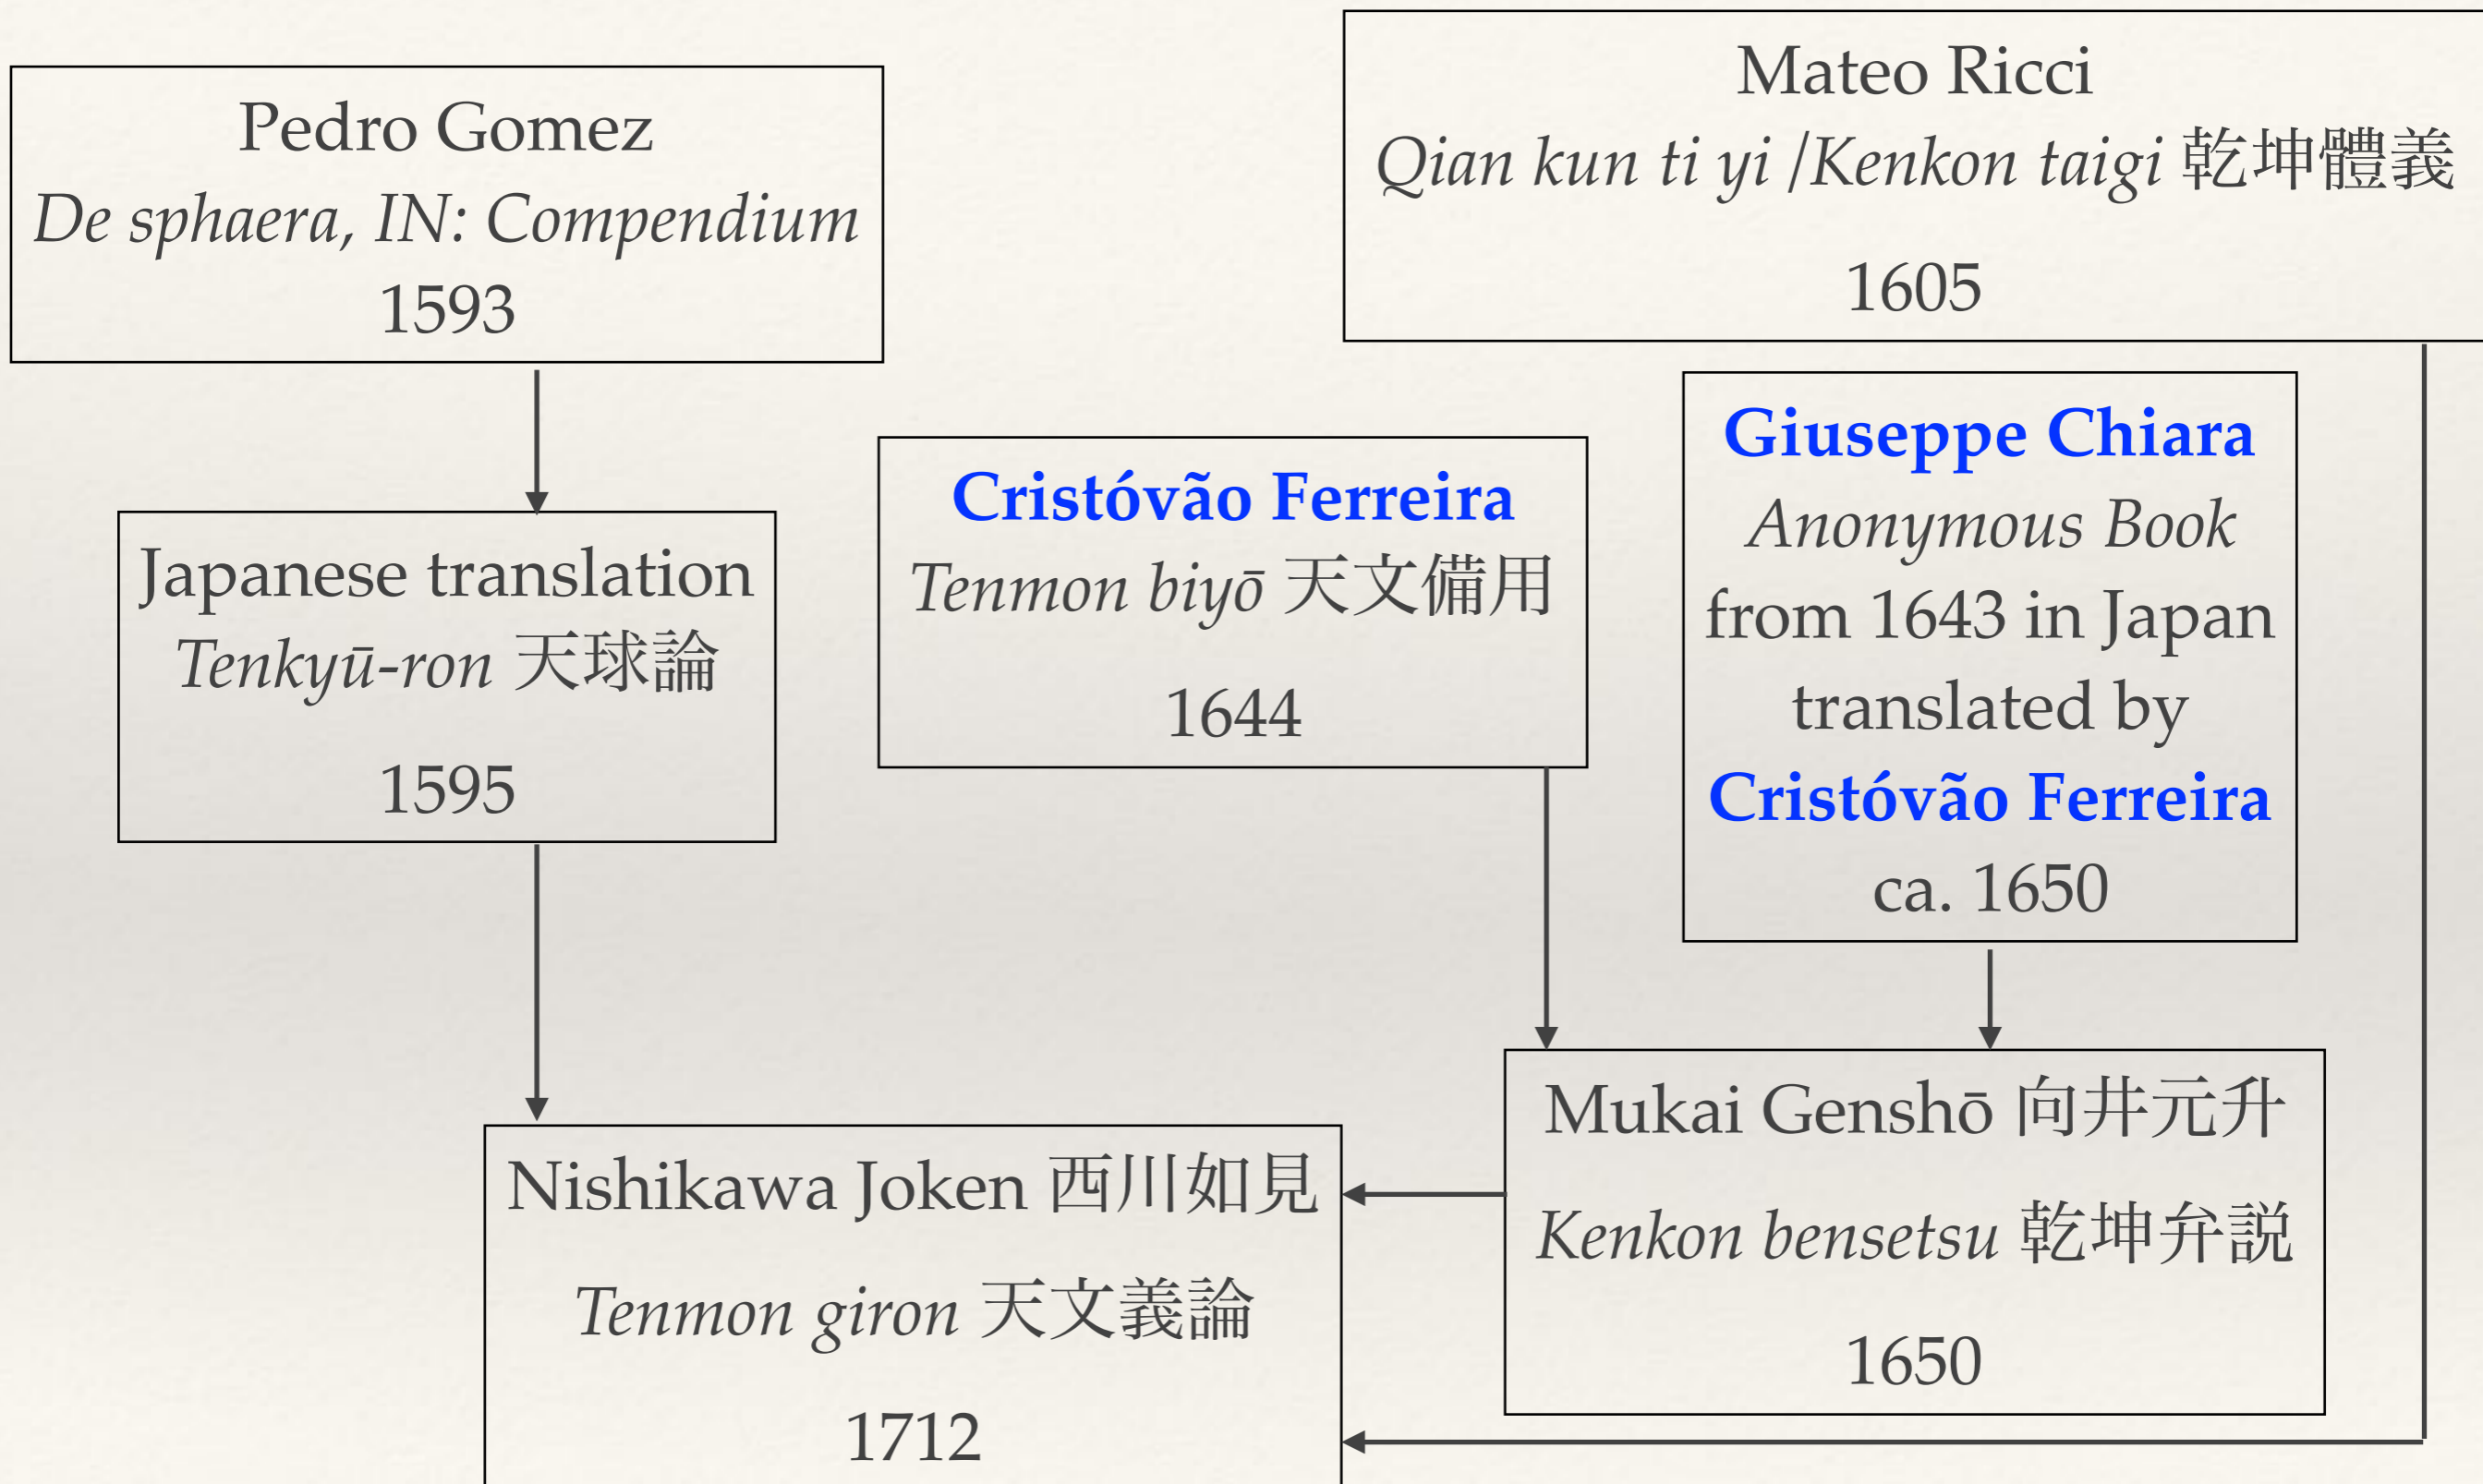 Pedro Gomez
De sphaera, IN: Compendium
1593
Mateo Ricci
Qian kun ti yi /Kenkon taigi 乾坤體義
1605
Japanese translation
Tenkyū-ron 天球論
1595
Cristóvão Ferreira
Tenmon biyō 天文備用
1644
Giuseppe Chiara
Anonymous Book
from 1643 in Japan
translated by
Cristóvão Ferreira
ca. 1650
Nishikawa Joken 西川如見
Tenmon giron 天文義論
1712
Mukai Genshō 向井元升
Kenkon bensetsu 乾坤弁説
1650